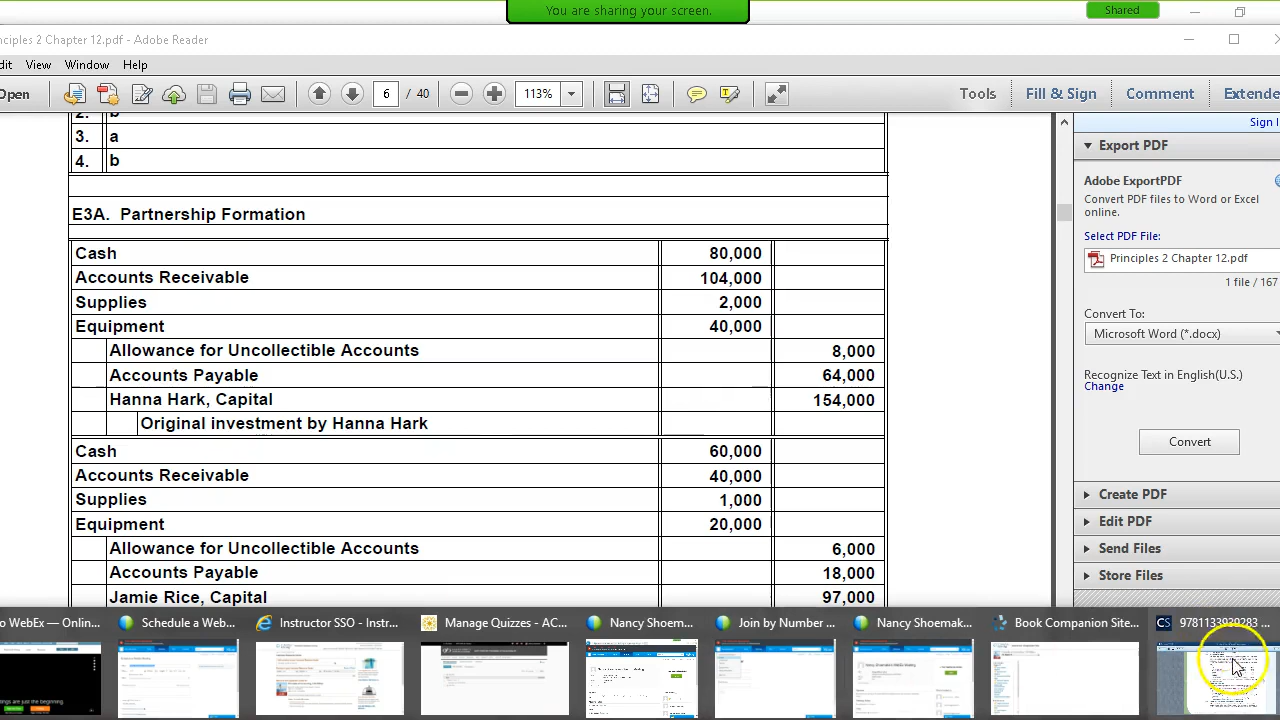 You are sharing your screen.
Shared
nciples 2 Chapter 12.pdf - Adobe Reader
dit View Window Help
Open 6 / 40 113% Tools Fill & Sign Comment Extende
Sign I
2. b
3. a
4. b
E3A. Partnership Formation
Cash 80,000
Accounts Receivable 104,000
Supplies 2,000
Equipment 40,000
Allowance for Uncollectible Accounts 8,000
Accounts Payable 64,000
Hanna Hark, Capital 154,000
Original investment by Hanna Hark
Cash 60,000
Accounts Receivable 40,000
Supplies 1,000
Equipment 20,000
Allowance for Uncollectible Accounts 6,000
Accounts Payable 18,000
Jamie Rice, Capital 97,000
Export PDF
Adobe ExportPDF
Convert PDF files to Word or Excel
online.
Select PDF File:
Principles 2 Chapter 12.pdf
1 file / 167
Convert To:
Microsoft Word (*.docx)
Recognize Text in English(U.S.)
Change
Convert
Create PDF
Edit PDF
Send Files
Store Files
o WebEx — Onlin... Schedule a Web... Instructor SSO - Instr... Manage Quizzes - AC... Nancy Shoem... Join by Number ... Nancy Shoemak... Book Companion Site...